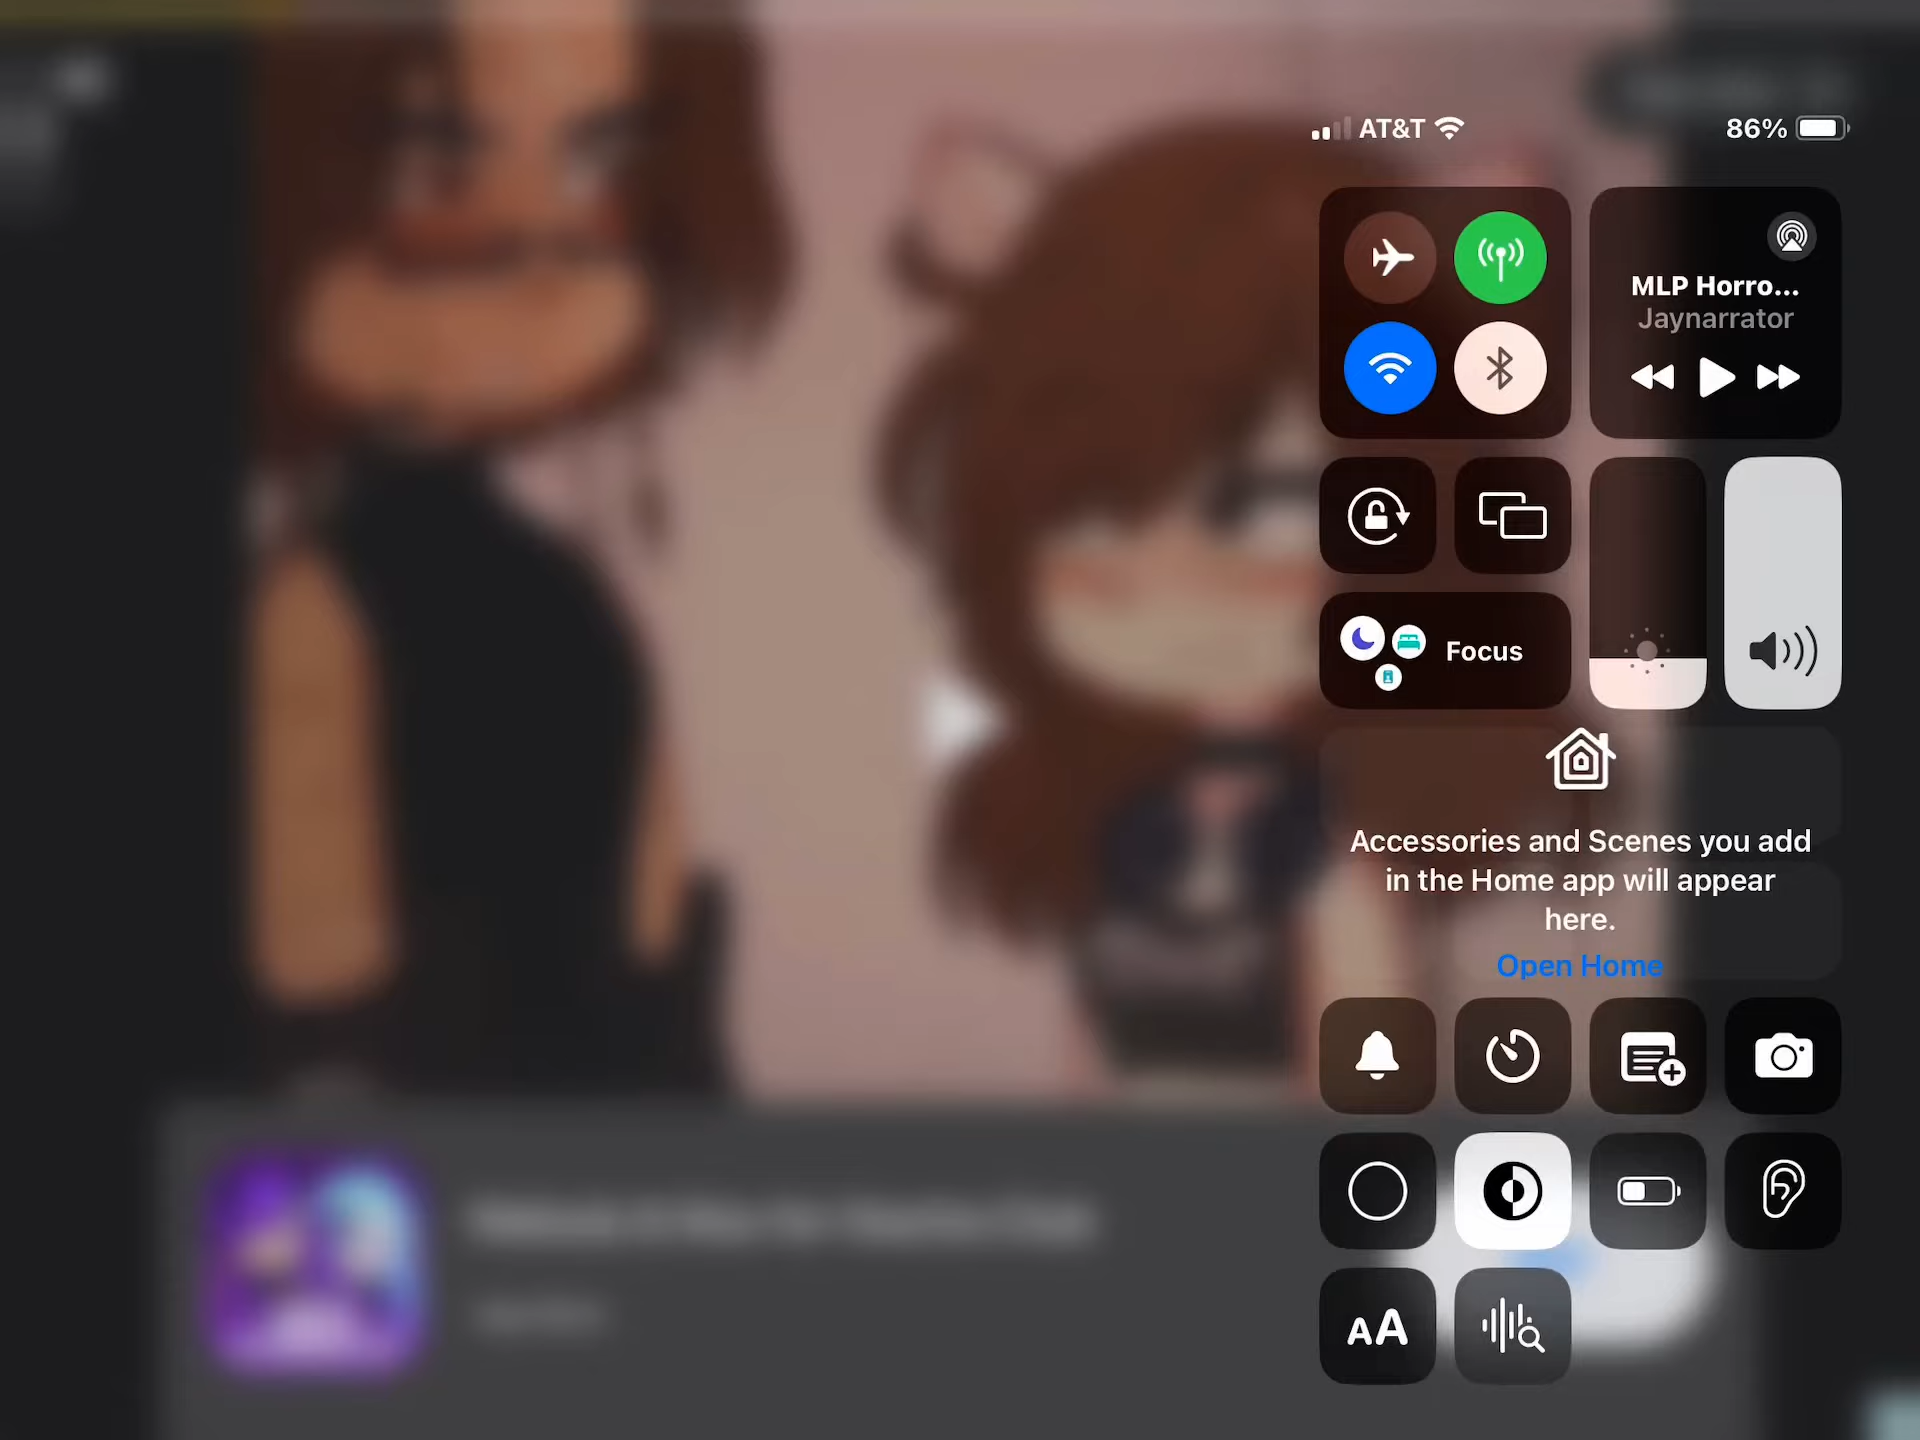 AT&T 86%
MLP Horro...
Jaynarrator
Focus
Accessories and Scenes you add
in the Home app will appear
here.
Open Home
AA